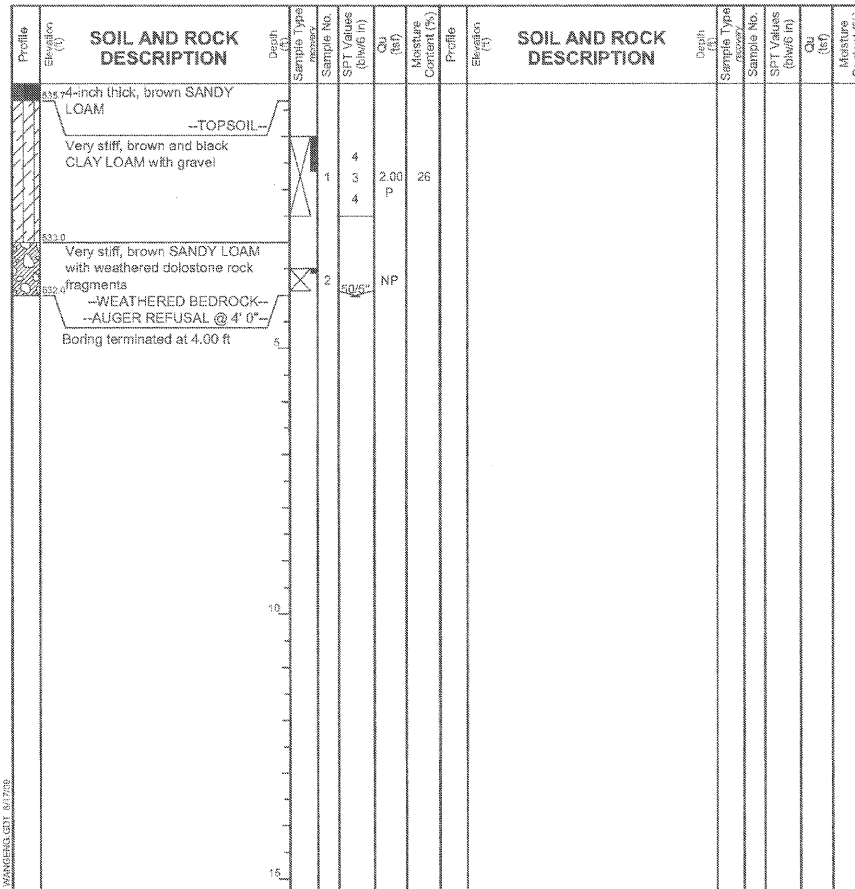 Profile
Elevation (ft)
SOIL AND ROCK DESCRIPTION
Depth (ft)
Sample Type
recovery
Sample No.
SPT Values (blw/6 in)
Qu (tsf)
Moisture Content (%)
Profile
Elevation (ft)
SOIL AND ROCK DESCRIPTION
Depth (ft)
Sample Type
recovery
Sample No.
SPT Values (blw/6 in)
Qu (tsf)
Moisture
635.7 4-inch thick, brown SANDY
LOAM
--TOPSOIL--
Very stiff, brown and black
CLAY LOAM with gravel
1
4
3
4
2.00
P
26
633.0
Very stiff, brown SANDY LOAM
with weathered dolostone rock
fragments
632.0
--WEATHERED BEDROCK--
--AUGER REFUSAL @ 4' 0"--
2
50/5"
NP
Boring terminated at 4.00 ft
5
10
15
WANGENG.GDT 8/17/09